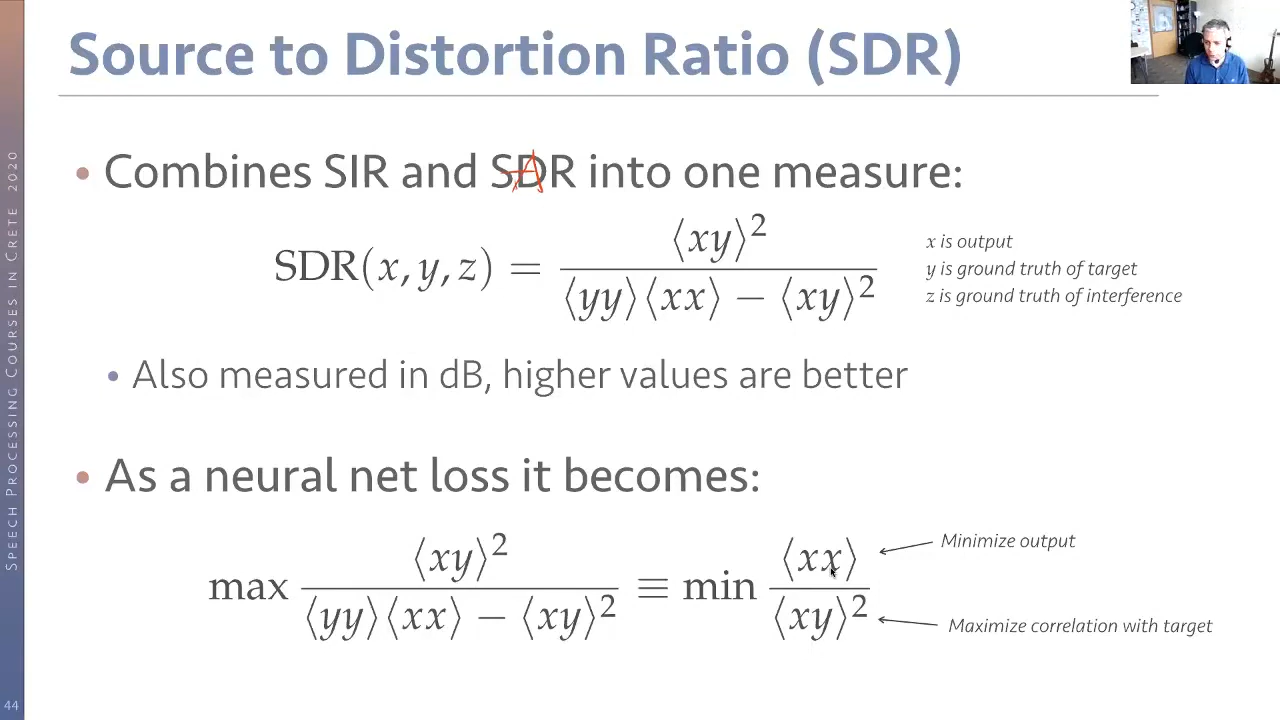 Source to Distortion Ratio (SDR)
• Combines SIR and SDR into one measure:
A
SDR(x, y, z) = ⟨xy⟩² / ⟨yy⟩⟨xx⟩ − ⟨xy⟩²
x is output
y is ground truth of target
z is ground truth of interference
• Also measured in dB, higher values are better
• As a neural net loss it becomes:
max ⟨xy⟩² / ⟨yy⟩⟨xx⟩ − ⟨xy⟩² ≡ min ⟨xx⟩ / ⟨xy⟩²
Minimize output
Maximize correlation with target
SPEECH PROCESSING COURSES IN CRETE 2020
44